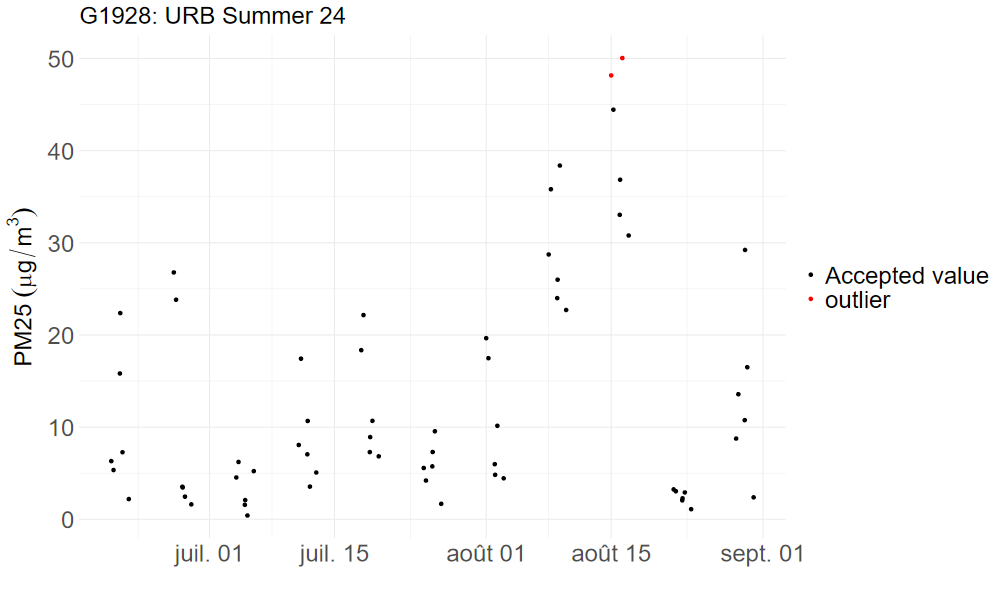 G1928: URB Summer 24
PM25 (μg/m³)
50
40
30
20
10
0
juil. 01
juil. 15
août 01
août 15
sept. 01
Accepted value
outlier